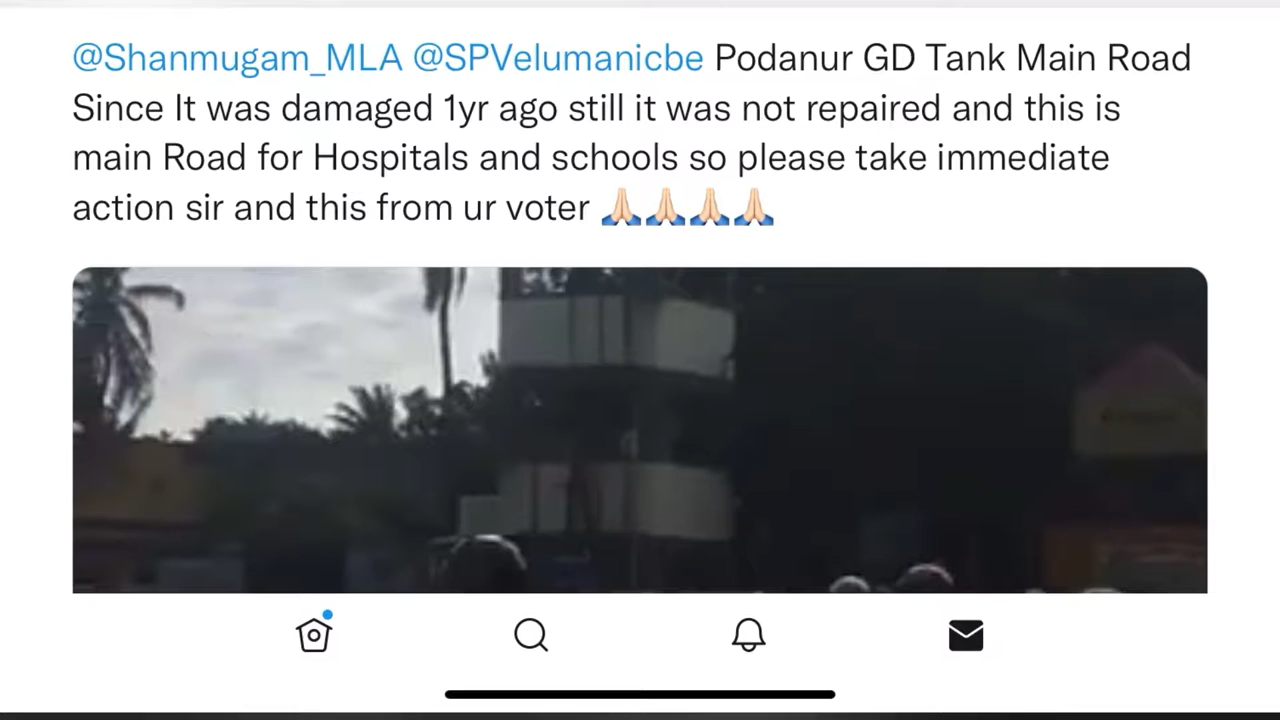 @Shanmugam_MLA @SPVelumanicbe Podanur GD Tank Main Road
Since It was damaged 1yr ago still it was not repaired and this is
main Road for Hospitals and schools so please take immediate
action sir and this from ur voter 🙏🏻🙏🏻🙏🏻🙏🏻